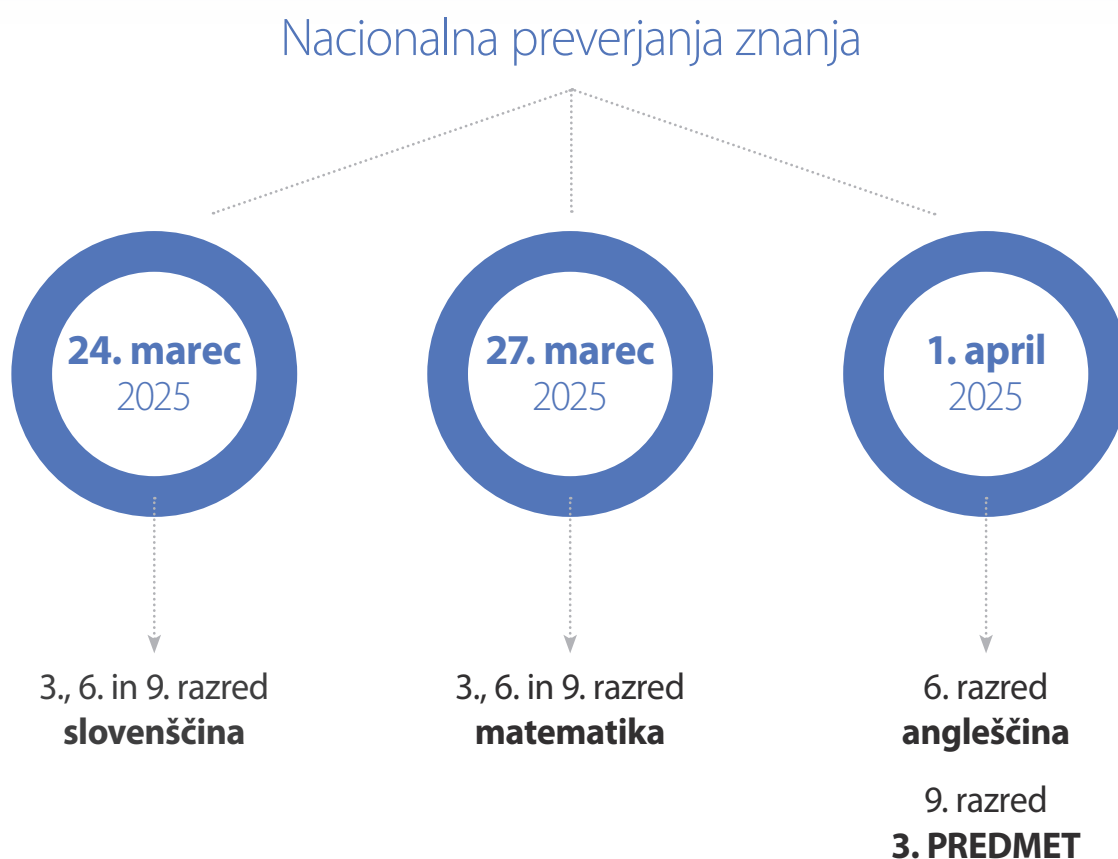 Nacionalna preverjanja znanja
24. marec
2025
27. marec
2025
1. april
2025
3., 6. in 9. razred
slovenščina
3., 6. in 9. razred
matematika
6. razred
angleščina
9. razred
3. PREDMET